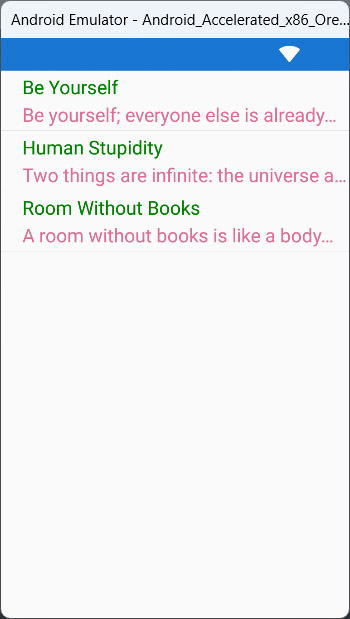 Android Emulator - Android_Accelerated_x86_Ore...
Be Yourself
Be yourself; everyone else is already...
Human Stupidity
Two things are infinite: the universe a...
Room Without Books
A room without books is like a body...